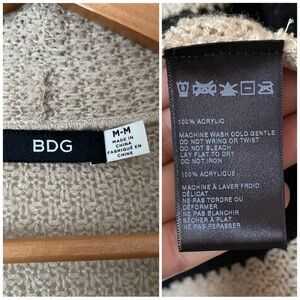 BDG
M-M
MADE IN
CHINA
FABRIQUÉ EN
CHINE
100% ACRYLIC
MACHINE WASH COLD GENTLE
DO NOT WRING OR TWIST
DO NOT BLEACH
LAY FLAT TO DRY
DO NOT IRON
100% ACRYLIQUE
MACHINE À LAVER FROID
DÉLICAT
NE PAS TORDRE OU
DÉFORMER
NE PAS BLANCHIR
SÉCHER À PLAT
NE PAS REPASSER